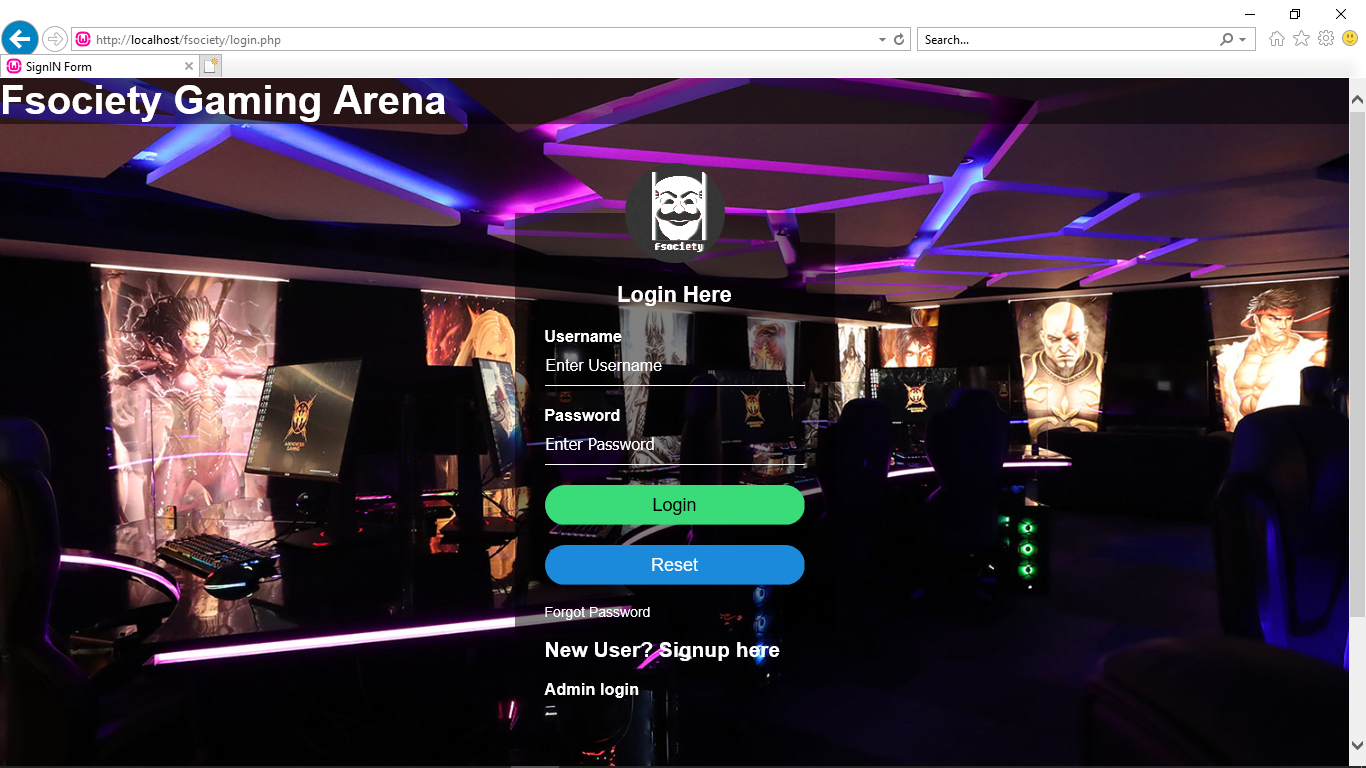 http://localhost/fsociety/login.php
Search...
SignIN Form
Fsociety Gaming Arena
Fsociety
Login Here
Username
Enter Username
Password
Enter Password
Login
Reset
Forgot Password
New User? Signup here
Admin login